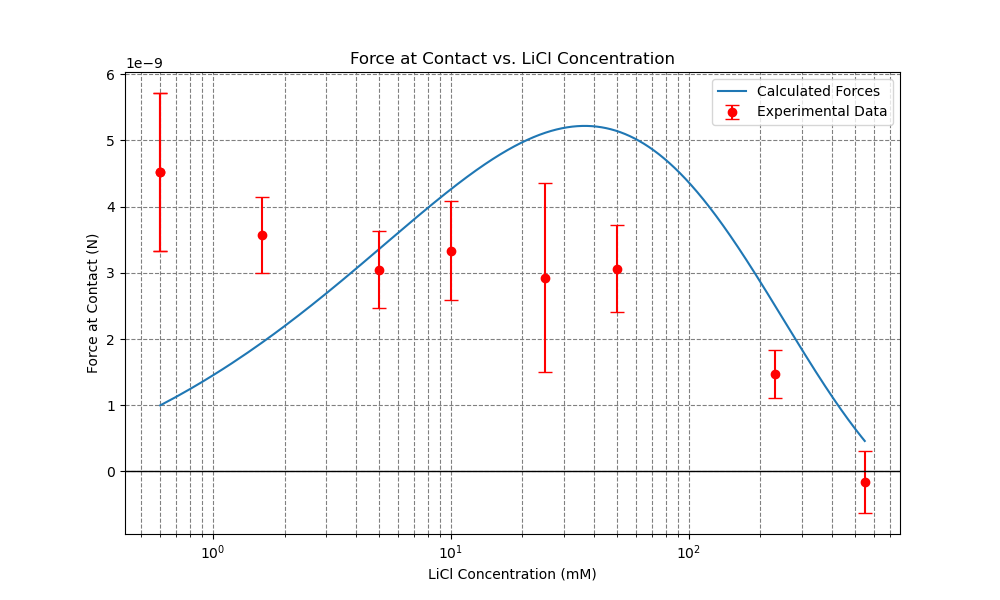 Force at Contact vs. LiCl Concentration
1e−9
6
5
4
3
2
1
0
Force at Contact (N)
Calculated Forces
Experimental Data
10⁰ 10¹ 10²
LiCl Concentration (mM)